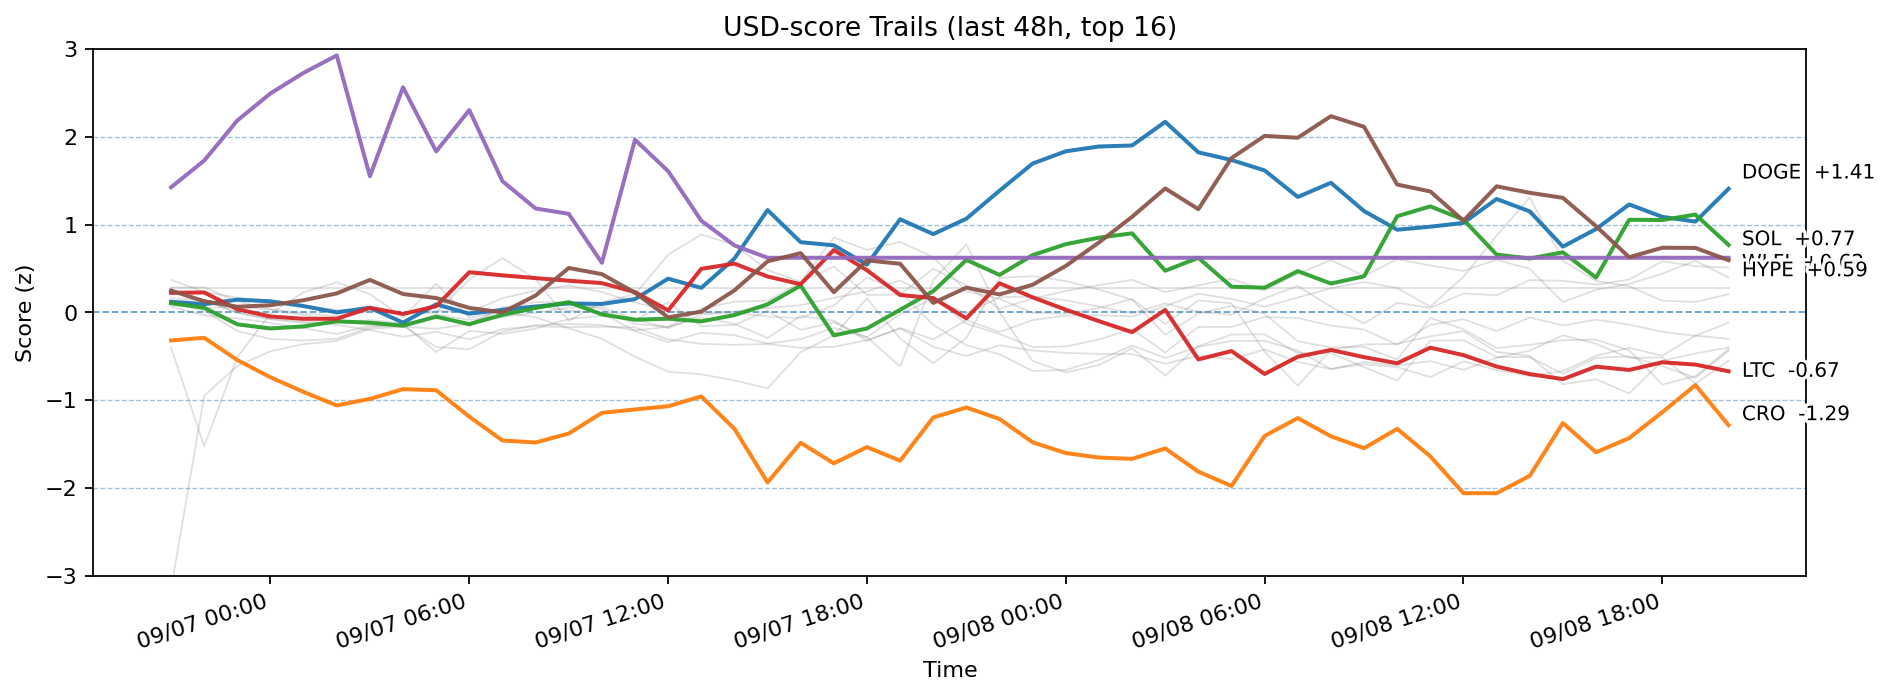 USD-score Trails (last 48h, top 16)
Score (z)
3
2
1
0
−1
−2
−3
DOGE +1.41
SOL +0.77
HYPE +0.59
LTC -0.67
CRO -1.29
09/07 00:00
09/07 06:00
09/07 12:00
09/07 18:00
09/08 00:00
09/08 06:00
09/08 12:00
09/08 18:00
Time